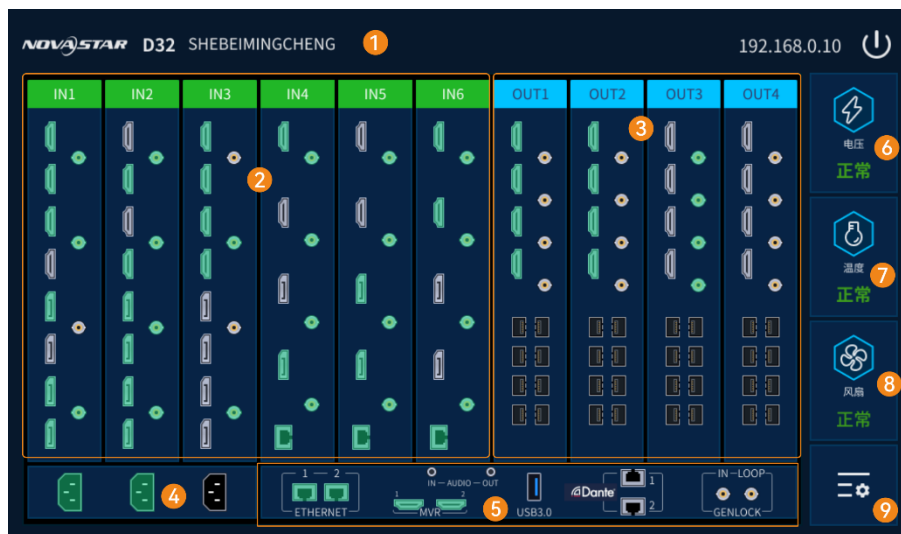 NOVASTAR D32 SHEBEIMINGCHENG 1 192.168.0.10
IN1 IN2 IN3 IN4 IN5 IN6 OUT1 OUT2 OUT3 OUT4
2
3
电压
正常
6
温度
正常
7
风扇
正常
8
4
1 2
ETHERNET
IN AUDIO OUT
1 2
MVR
5
USB3.0
Dante
1
2
IN LOOP
GENLOCK
9